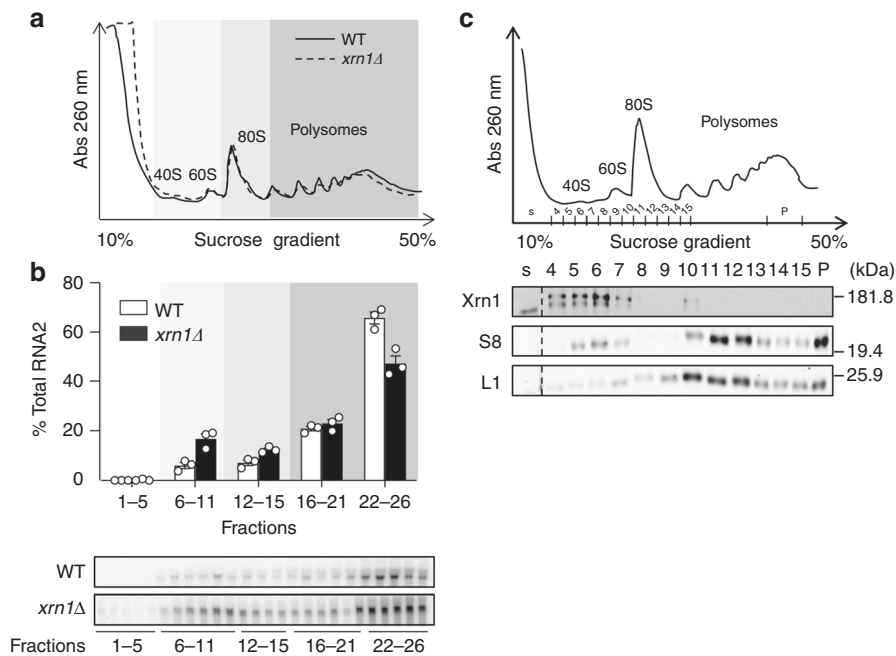 a
WT
xrn1Δ
Abs 260 nm
40S
60S
80S
Polysomes
10%
Sucrose gradient
50%
b
% Total RNA2
80
60
40
20
0
WT
xrn1Δ
1–5
6–11
12–15
16–21
22–26
Fractions
WT
xrn1Δ
Fractions
1–5
6–11
12–15
16–21
22–26
c
Abs 260 nm
80S
60S
40S
Polysomes
s 4 5 6 7 8 9 10 11 12 13 14 15 P
10%
Sucrose gradient
50%
s 4 5 6 7 8 9 10 11 12 13 14 15 P (kDa)
Xrn1
181.8
S8
19.4
L1
25.9